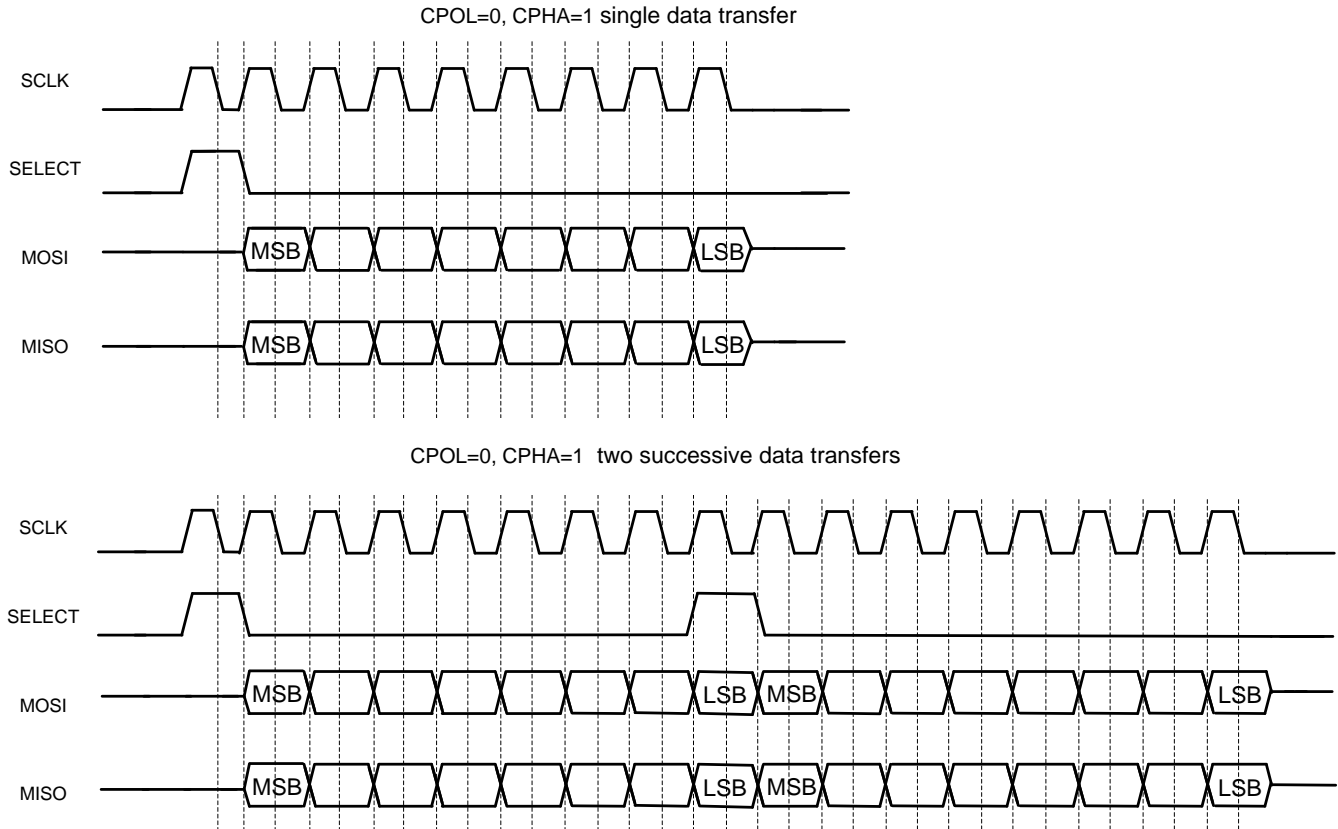 CPOL=0, CPHA=1 single data transfer
SCLK
SELECT
MOSI
MSB
LSB
MISO
MSB
LSB
CPOL=0, CPHA=1 two successive data transfers
SCLK
SELECT
MOSI
MSB
LSB
MSB
LSB
MISO
MSB
LSB
MSB
LSB